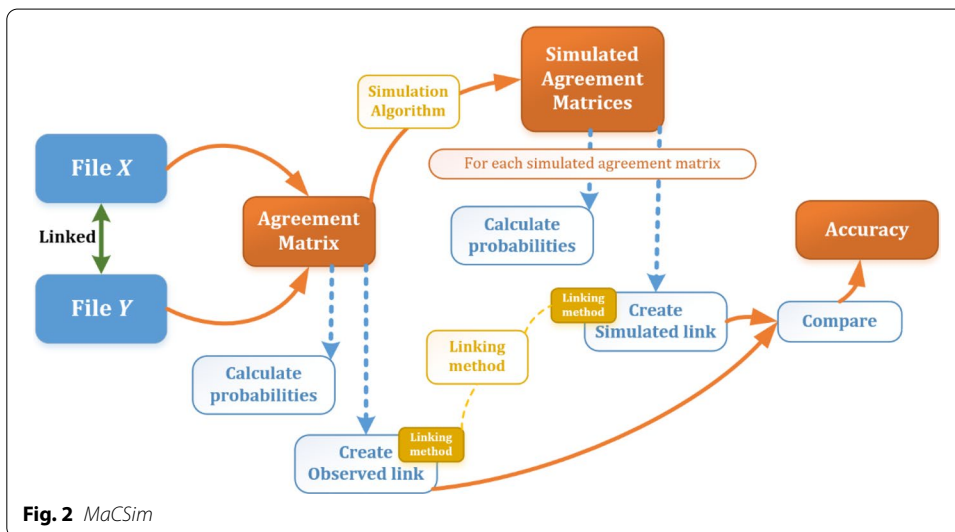 Simulated
Agreement
Matrices
Simulation
Algorithm
File X
For each simulated agreement matrix
Agreement
Matrix
Calculate
probabilities
Accuracy
Linked
File Y
Linking
method
Create
Simulated link
Compare
Linking
method
Calculate
probabilities
Linking
method
Create
Observed link
Fig. 2 MaCSim